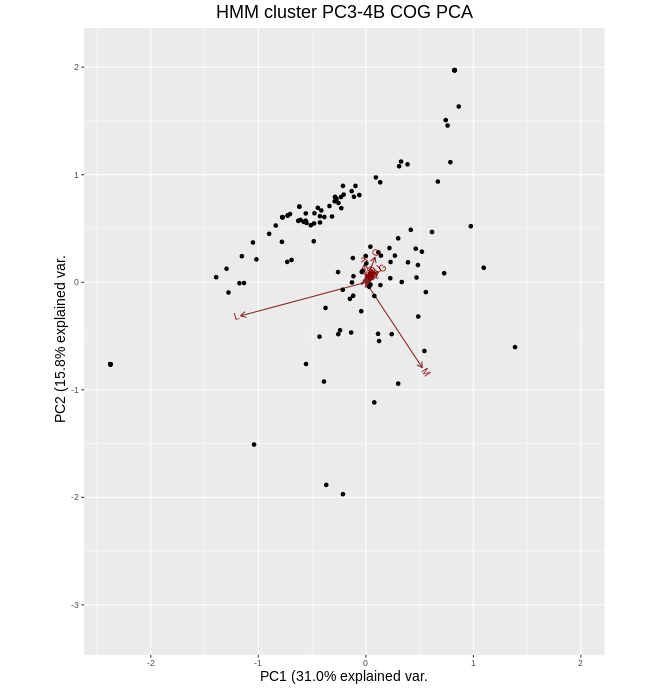 HMM cluster PC3-4B COG PCA
PC2 (15.8% explained var.
2
1
0
-1
-2
-3
L
M
G
-2
-1
0
1
2
PC1 (31.0% explained var.